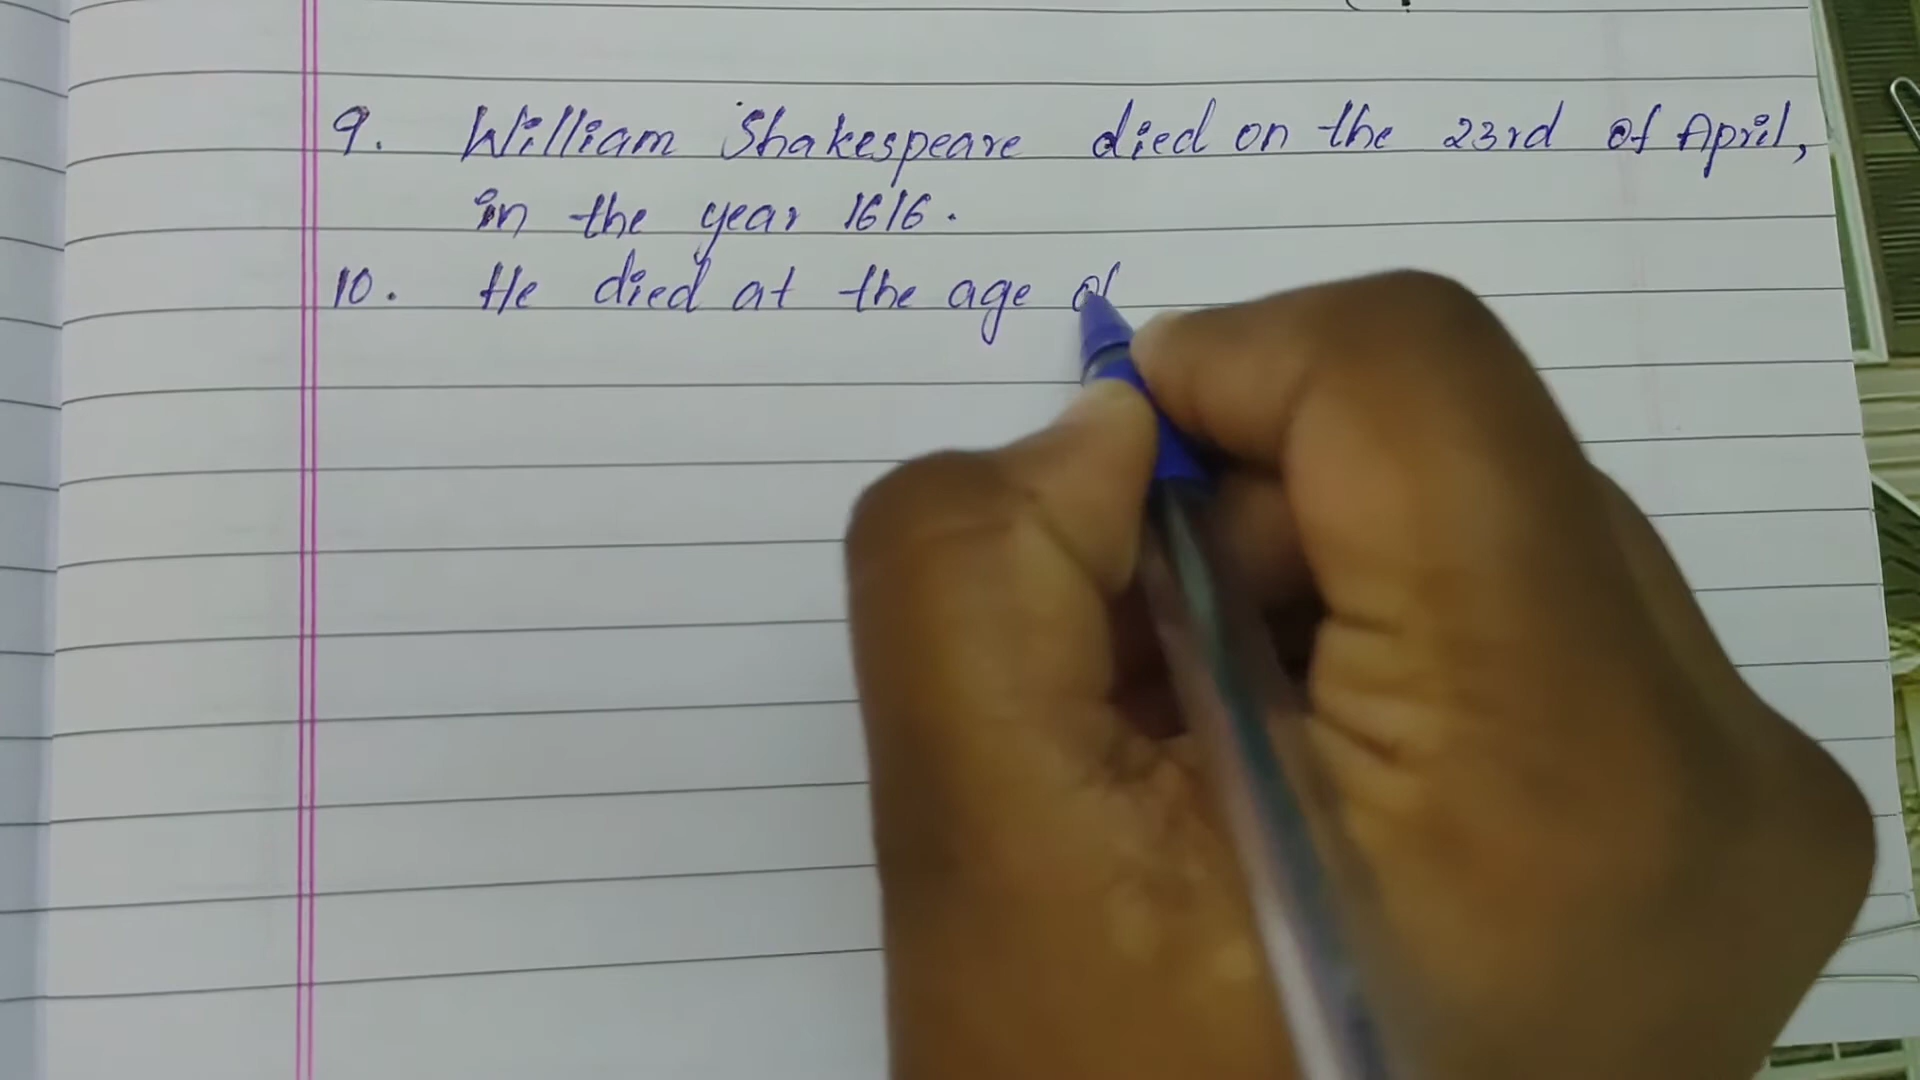 9. William Shakespeare died on the 23rd of April,
in the year 1616.
10. He died at the age of